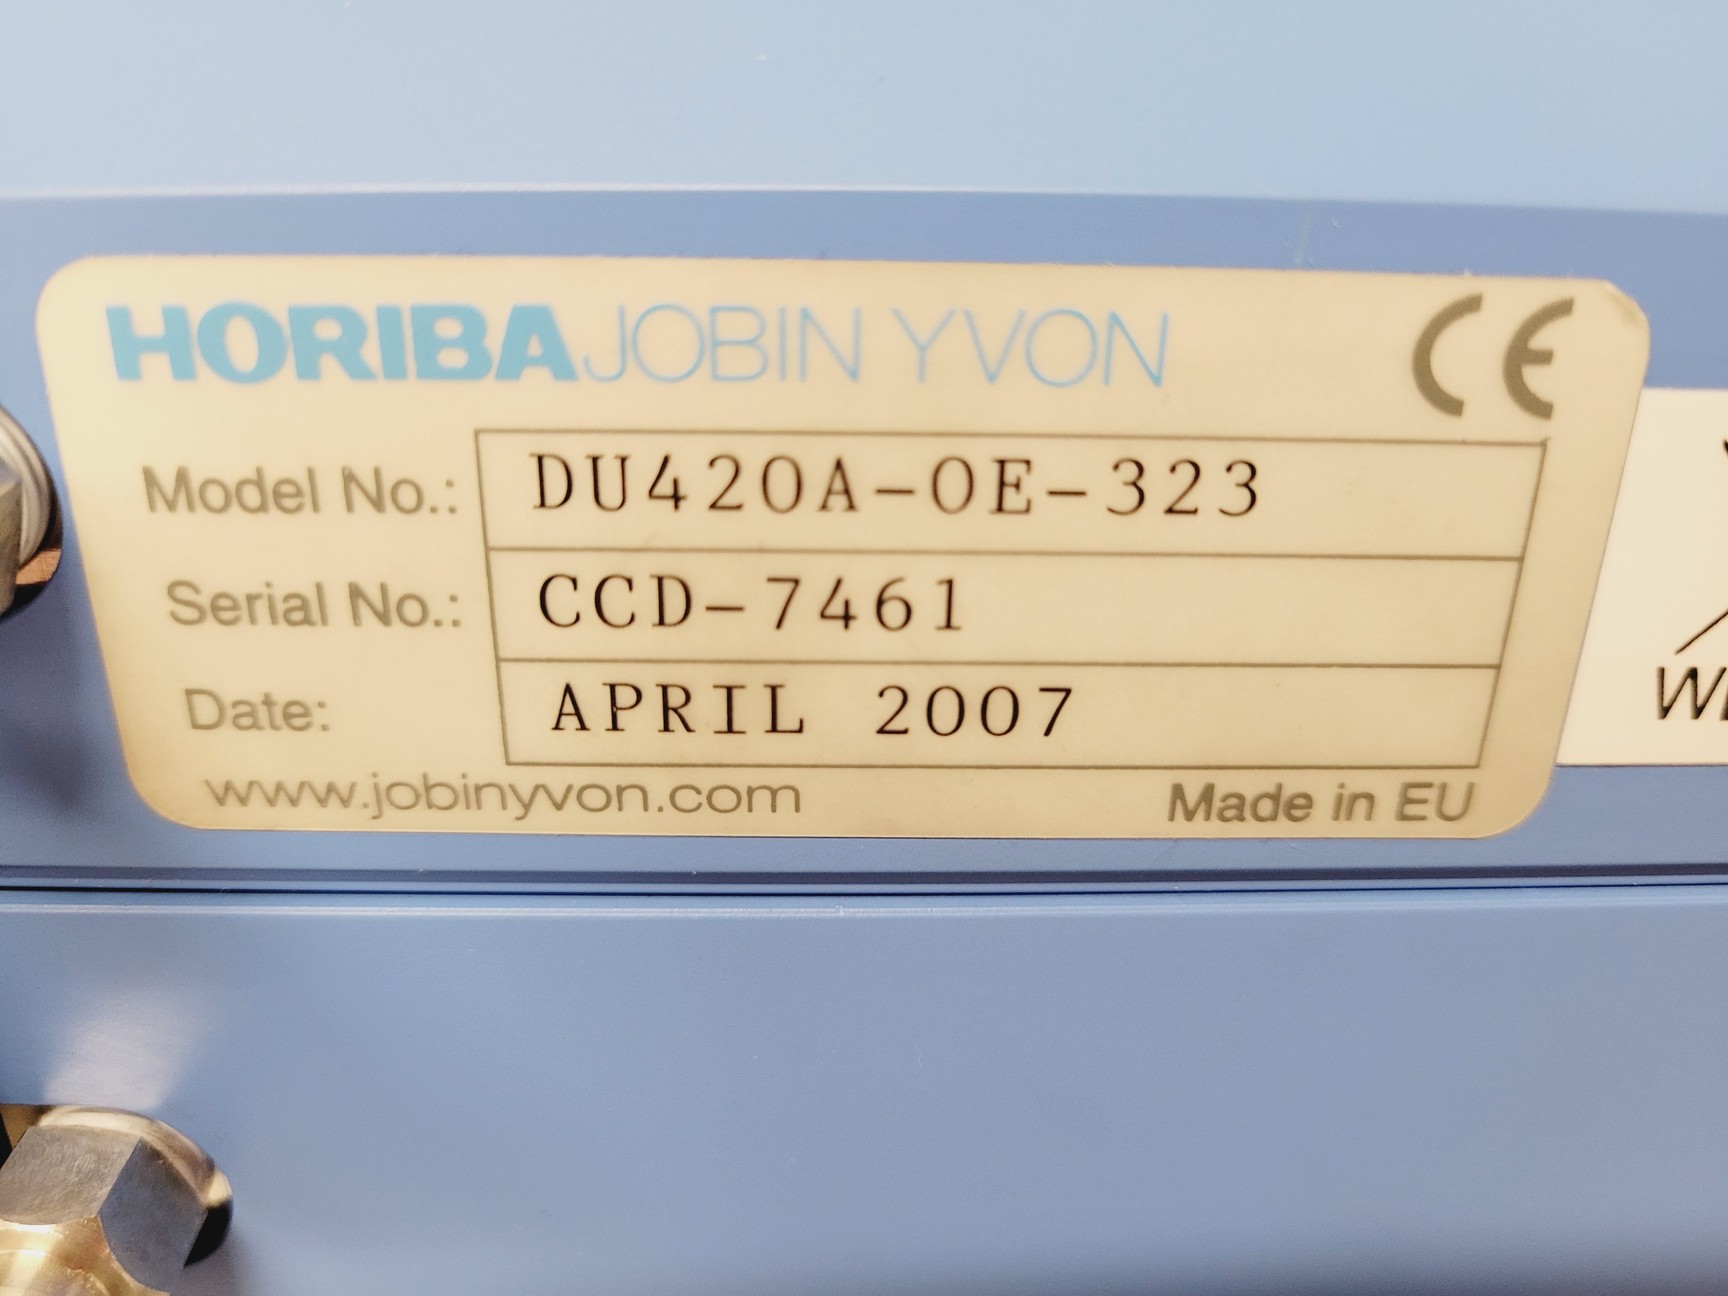 HORIBA JOBIN YVON CE
Model No.: DU420A-OE-323
Serial No.: CCD-7461
Date: APRIL 2007
www.jobinyvon.com Made in EU